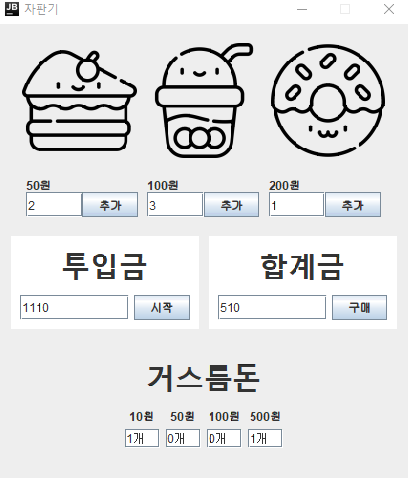 JB 자판기
50원 100원 200원
2 추가 3 추가 1 추가
투입금 합계금
1110 시작 510 구매
거스름돈
10원 50원 100원 500원
1개 0개 0개 1개